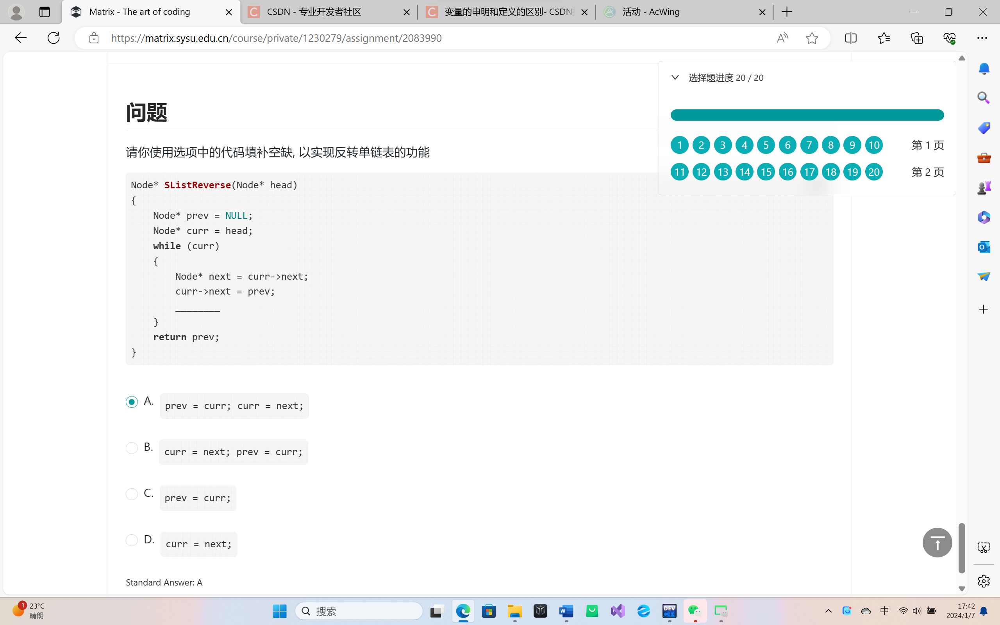 Matrix - The art of coding
CSDN - 专业开发者社区
变量的申明和定义的区别- CSDN
活动 - AcWing
https://matrix.sysu.edu.cn/course/private/1230279/assignment/2083990
选择题进度 20 / 20
1 2 3 4 5 6 7 8 9 10 第 1 页
11 12 13 14 15 16 17 18 19 20 第 2 页
问题
请你使用选项中的代码填补空缺, 以实现反转单链表的功能
Node* SListReverse(Node* head)
{
Node* prev = NULL;
Node* curr = head;
while (curr)
{
Node* next = curr->next;
curr->next = prev;
________
}
return prev;
}
A. prev = curr; curr = next;
B. curr = next; prev = curr;
C. prev = curr;
D. curr = next;
Standard Answer: A
1
23°C
晴朗
搜索
DEV
C++
中
17:42
2024/1/7